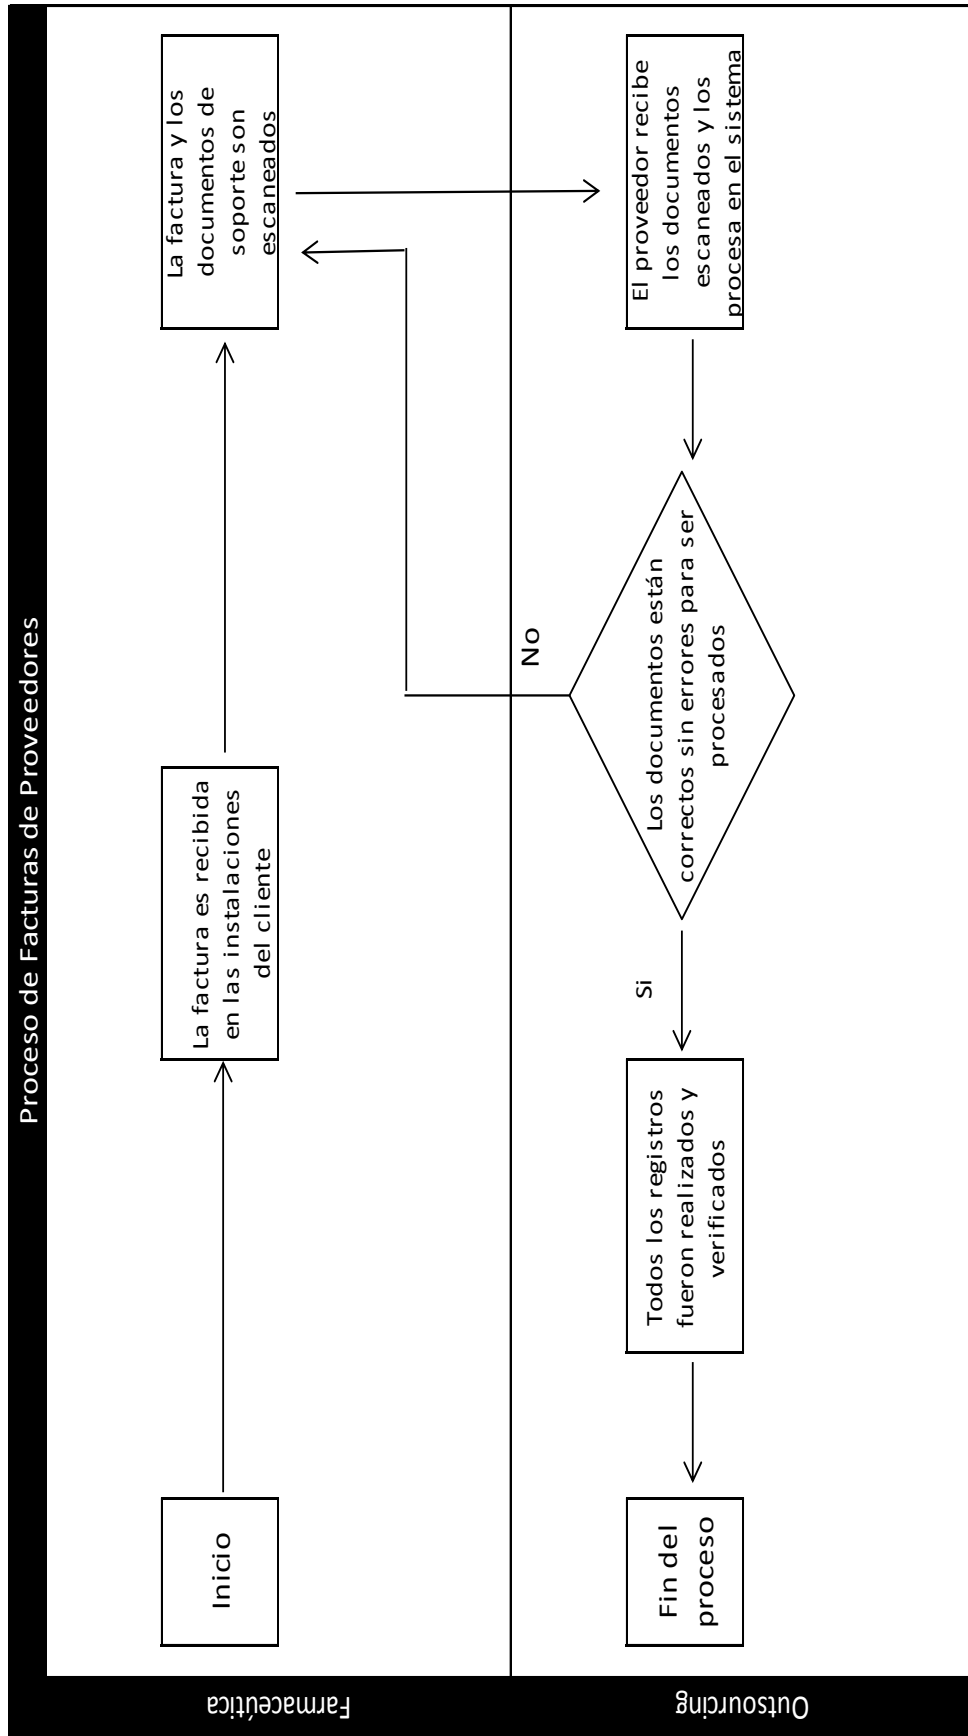 Proceso de Facturas de Proveedores
Farmaceútica
Inicio
La factura es recibida
en las instalaciones
del cliente
La factura y los
documentos de
soporte son
escaneados
Outsourcing
El proveedor recibe
los documentos
escaneados y los
procesa en el sistema
Los documentos están
correctos sin errores para ser
procesados
No
Si
Todos los registros
fueron realizados y
verificados
Fin del
proceso